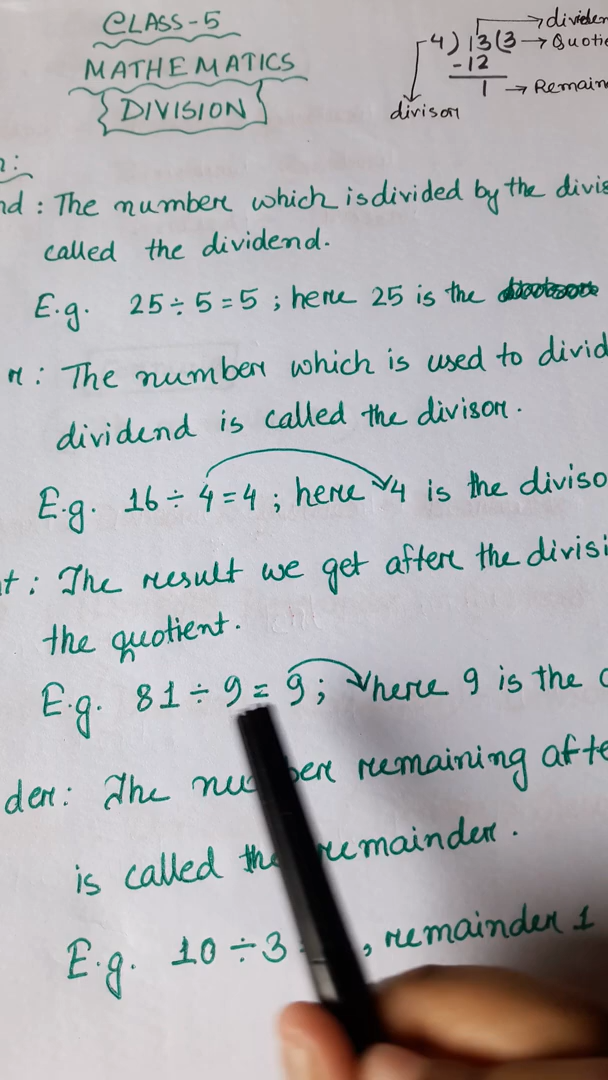 CLASS-5
MATHEMATICS
DIVISION
4) 13 (3 → Quotie
-12
1 → Remain
dividen
divisor
n:
nd : The number which is divided by the divis
called the dividend.
E.g. 25 ÷ 5 = 5 ; here 25 is the
r : The number which is used to divid
dividend is called the divisor.
E.g. 16 ÷ 4 = 4 ; here 4 is the diviso
nt : The result we get after the divisi
the quotient.
E.g. 81 ÷ 9 = 9 ; here 9 is the
der : The number remaining afte
is called the remainder.
E.g. 10 ÷ 3 , remainder 1